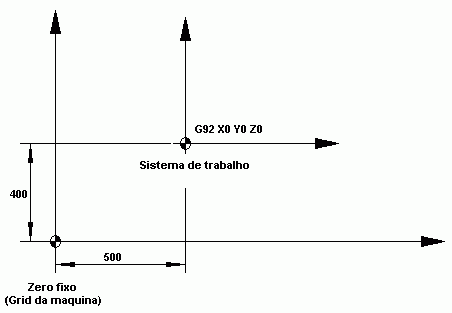 G92 X0 Y0 Z0
Sistema de trabalho
400
500
Zero fixo
(Grid da maquina)